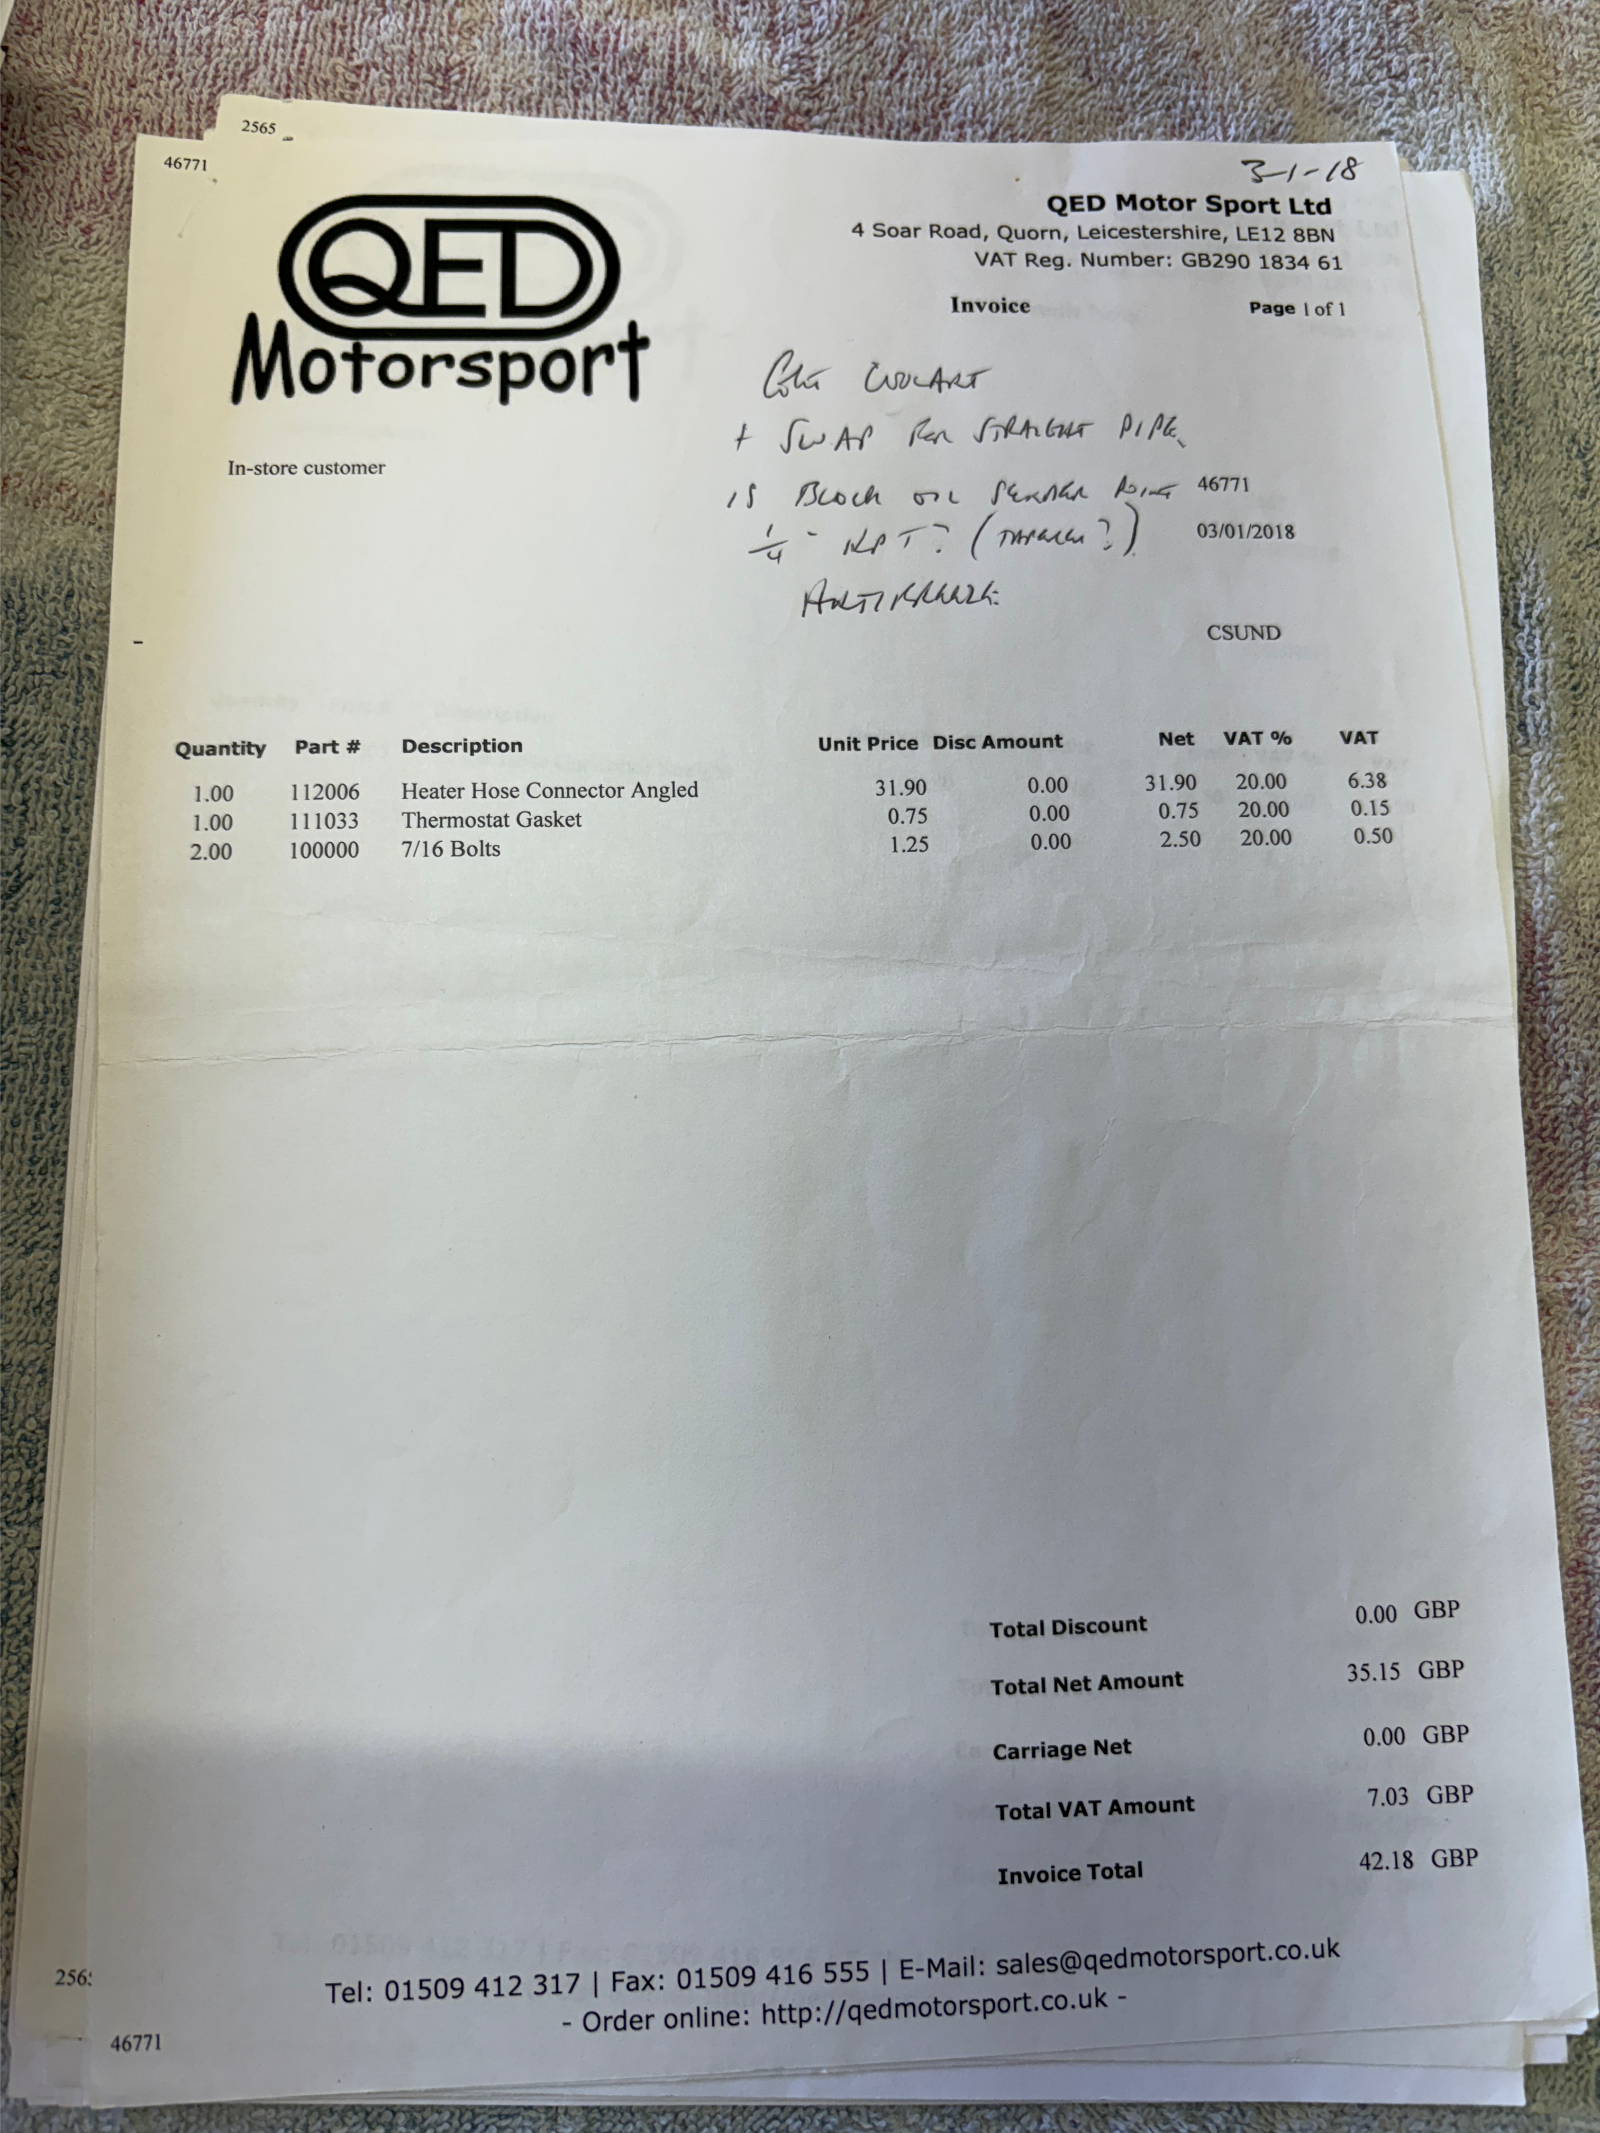 2565
46771
3-1-18
QED
Motorsport
QED Motor Sport Ltd
4 Soar Road, Quorn, Leicestershire, LE12 8BN
VAT Reg. Number: GB290 1834 61
Invoice Page 1 of 1
+ SWAP FOR STRAIGHT PIPE
In-store customer
IS BLOCK OIL SENDER POINT 46771
1/4" NPT? 03/01/2018
ANTIFREEZE
CSUND
Quantity Part # Description Unit Price Disc Amount Net VAT % VAT
1.00 112006 Heater Hose Connector Angled 31.90 0.00 31.90 20.00 6.38
1.00 111033 Thermostat Gasket 0.75 0.00 0.75 20.00 0.15
2.00 100000 7/16 Bolts 1.25 0.00 2.50 20.00 0.50
Total Discount 0.00 GBP
Total Net Amount 35.15 GBP
Carriage Net 0.00 GBP
Total VAT Amount 7.03 GBP
Invoice Total 42.18 GBP
Tel: 01509 412 317 | Fax: 01509 416 555 | E-Mail: sales@qedmotorsport.co.uk
- Order online: http://qedmotorsport.co.uk -
256
46771